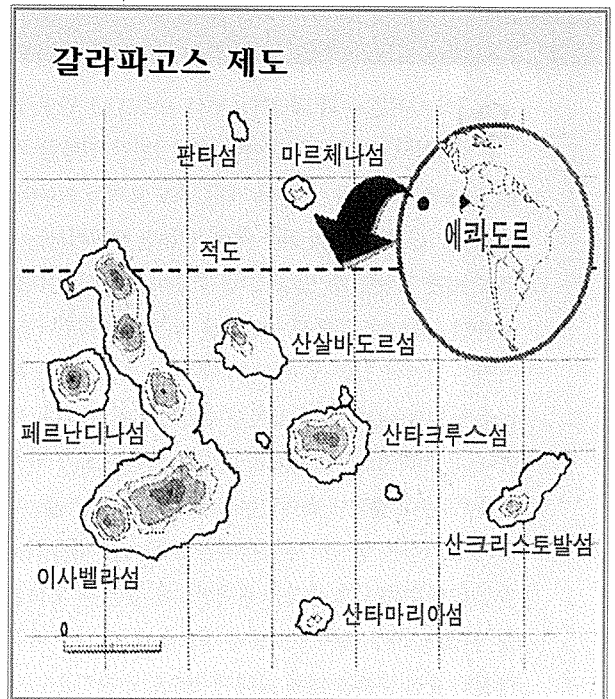 갈라파고스 제도
판타섬
마르체나섬
에콰도르
적도
산살바도르섬
페르난디나섬
산타크루스섬
산크리스토발섬
이사벨라섬
산타마리아섬